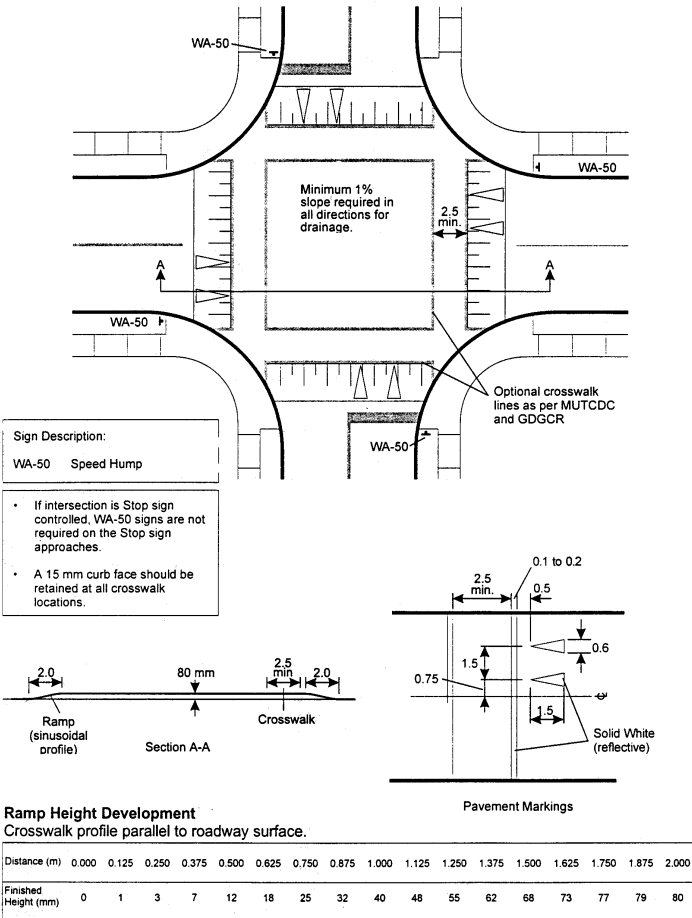 WA-50
WA-50
Minimum 1%
slope required in
all directions for
drainage.
2.5
min.
A
A
WA-50
Optional crosswalk
lines as per MUTCDC
and GDGCR
WA-50
Sign Description:
WA-50 Speed Hump
• If intersection is Stop sign
controlled, WA-50 signs are not
required on the Stop sign
approaches.
• A 15 mm curb face should be
retained at all crosswalk
locations.
2.0
80 mm
2.5
min
2.0
Ramp
(sinusoidal
profile)
Crosswalk
Section A-A
0.1 to 0.2
2.5
min.
0.5
0.6
1.5
0.75
1.5
Solid White
(reflective)
Pavement Markings
Ramp Height Development
Crosswalk profile parallel to roadway surface.
Distance (m) 0.000 0.125 0.250 0.375 0.500 0.625 0.750 0.875 1.000 1.125 1.250 1.375 1.500 1.625 1.750 1.875 2.000
Finished
Height (mm) 0 1 3 7 12 18 25 32 40 48 55 62 68 73 77 79 80